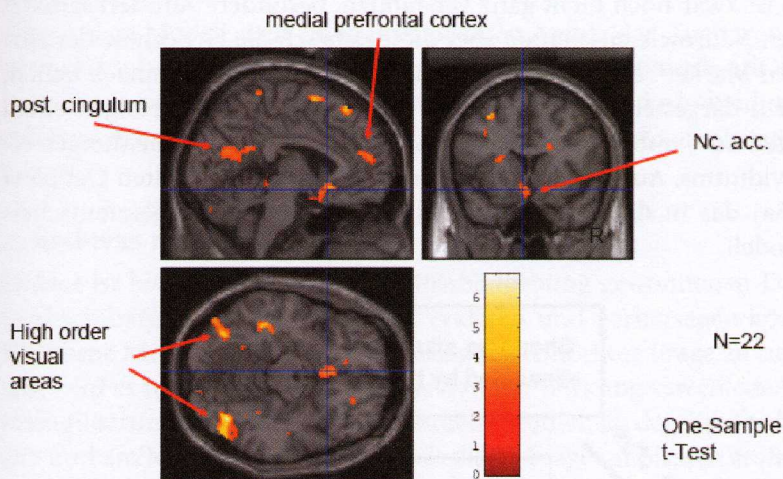 medial prefrontal cortex
post. cingulum
Nc. acc.
R
High order
visual
areas
6
5
4
3
2
1
0
N=22
One-Sample
t-Test